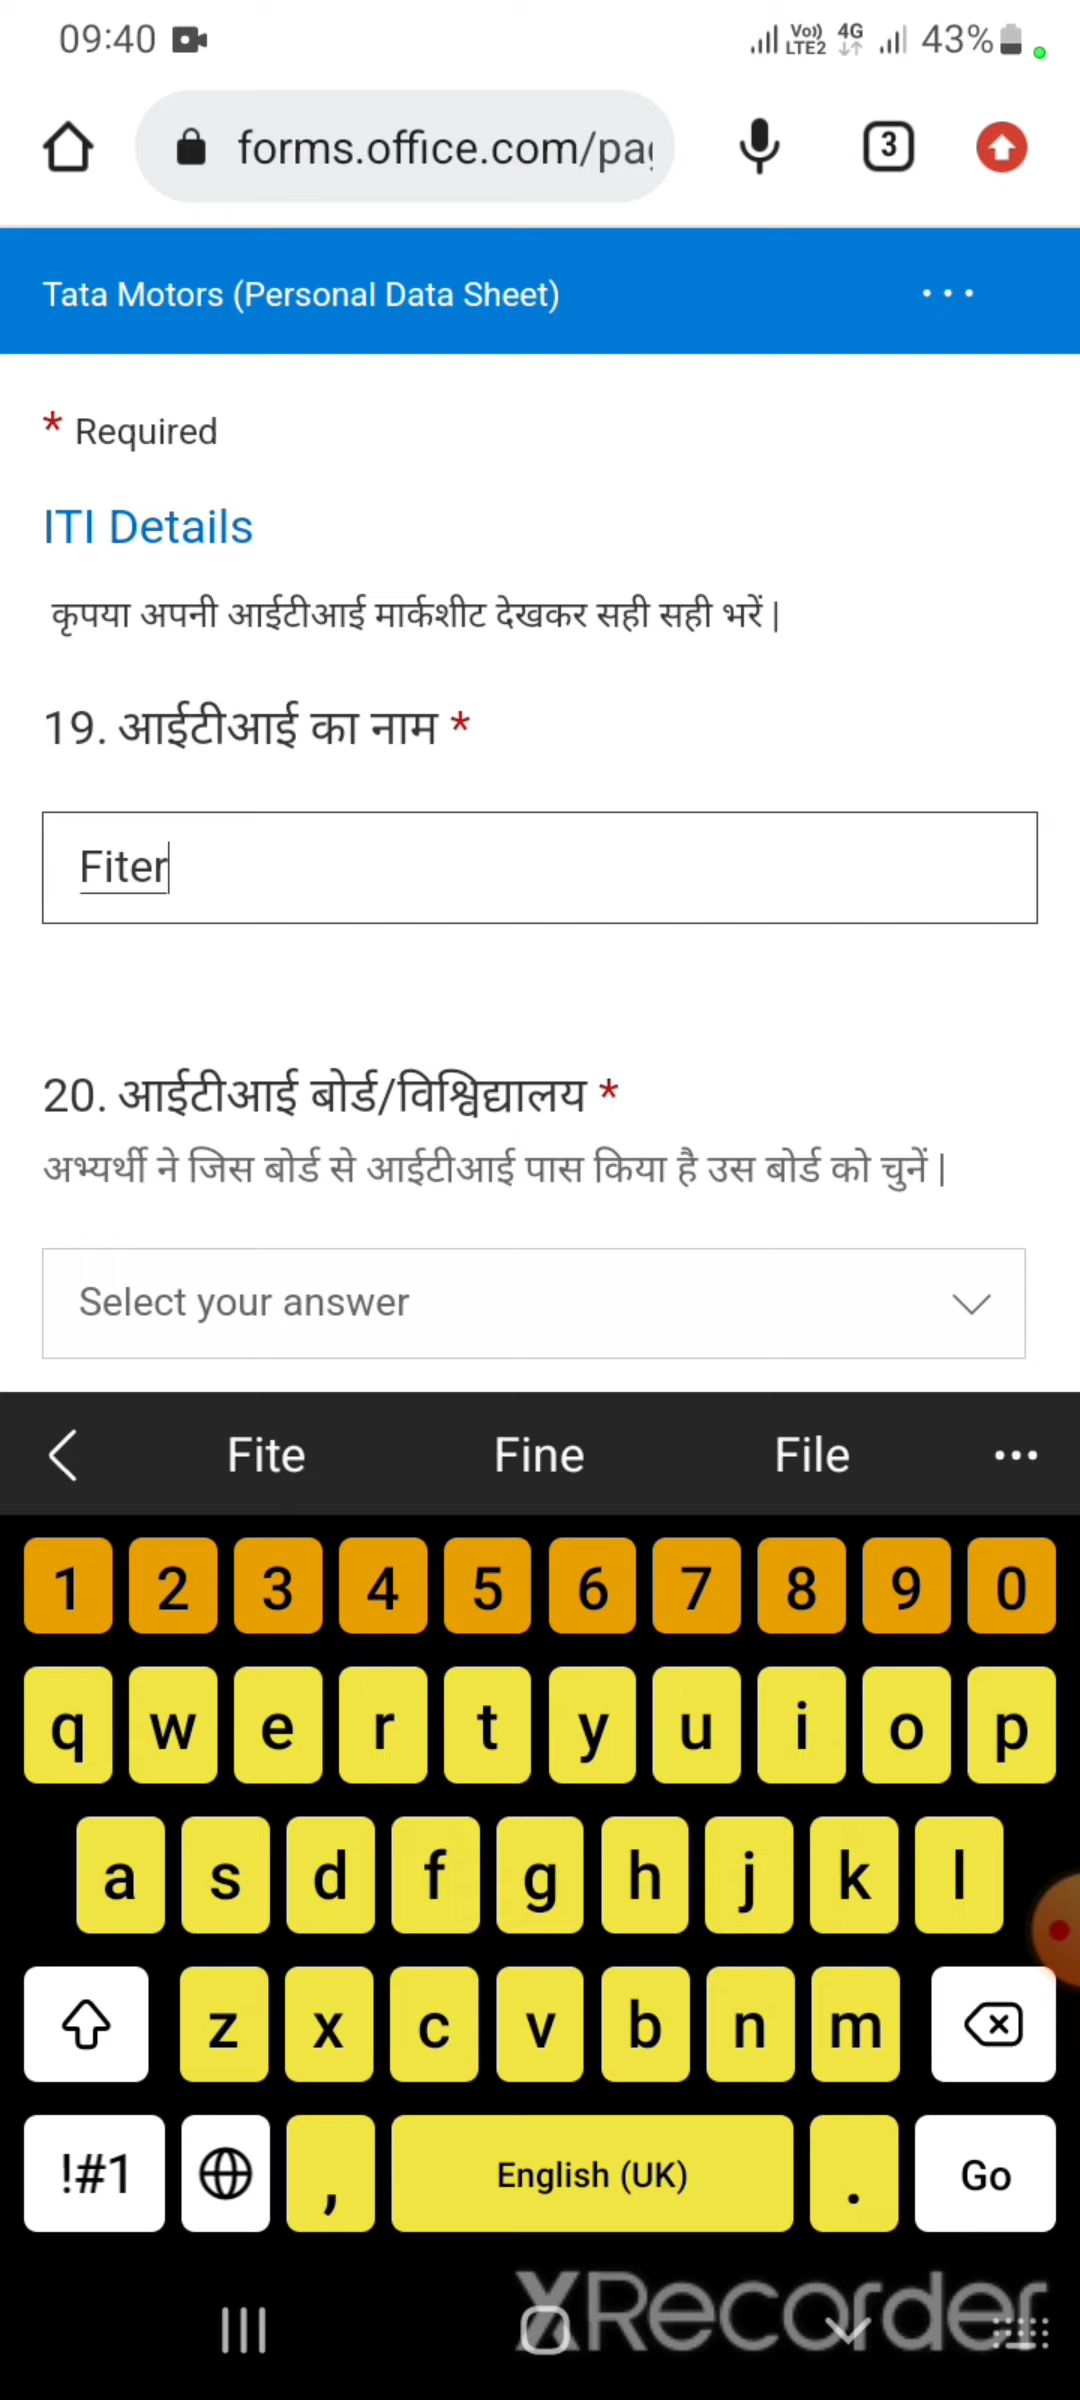 09:40 Vo)) LTE2 4G 43%
forms.office.com/pa 3
Tata Motors (Personal Data Sheet) ...
* Required
ITI Details
कृपया अपनी आईटीआई मार्कशीट देखकर सही सही भरें |
19. आईटीआई का नाम *
Fiter
20. आईटीआई बोर्ड/विश्विद्यालय *
अभ्यर्थी ने जिस बोर्ड से आईटीआई पास किया है उस बोर्ड को चुनें |
Select your answer
Fite Fine File ...
1 2 3 4 5 6 7 8 9 0
q w e r t y u i o p
a s d f g h j k l
z x c v b n m
!#1 , English (UK) . Go
XRecorder